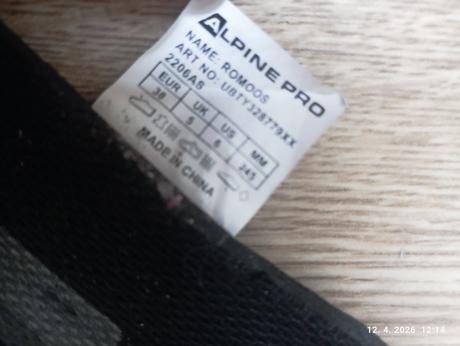 ALPINE PRO
NAME: ROMOOS
ART NO: UBTY328779XX
2206AS
EUR UK US MM
38 5 6 245
MADE IN CHINA
12. 4. 2026 12:14